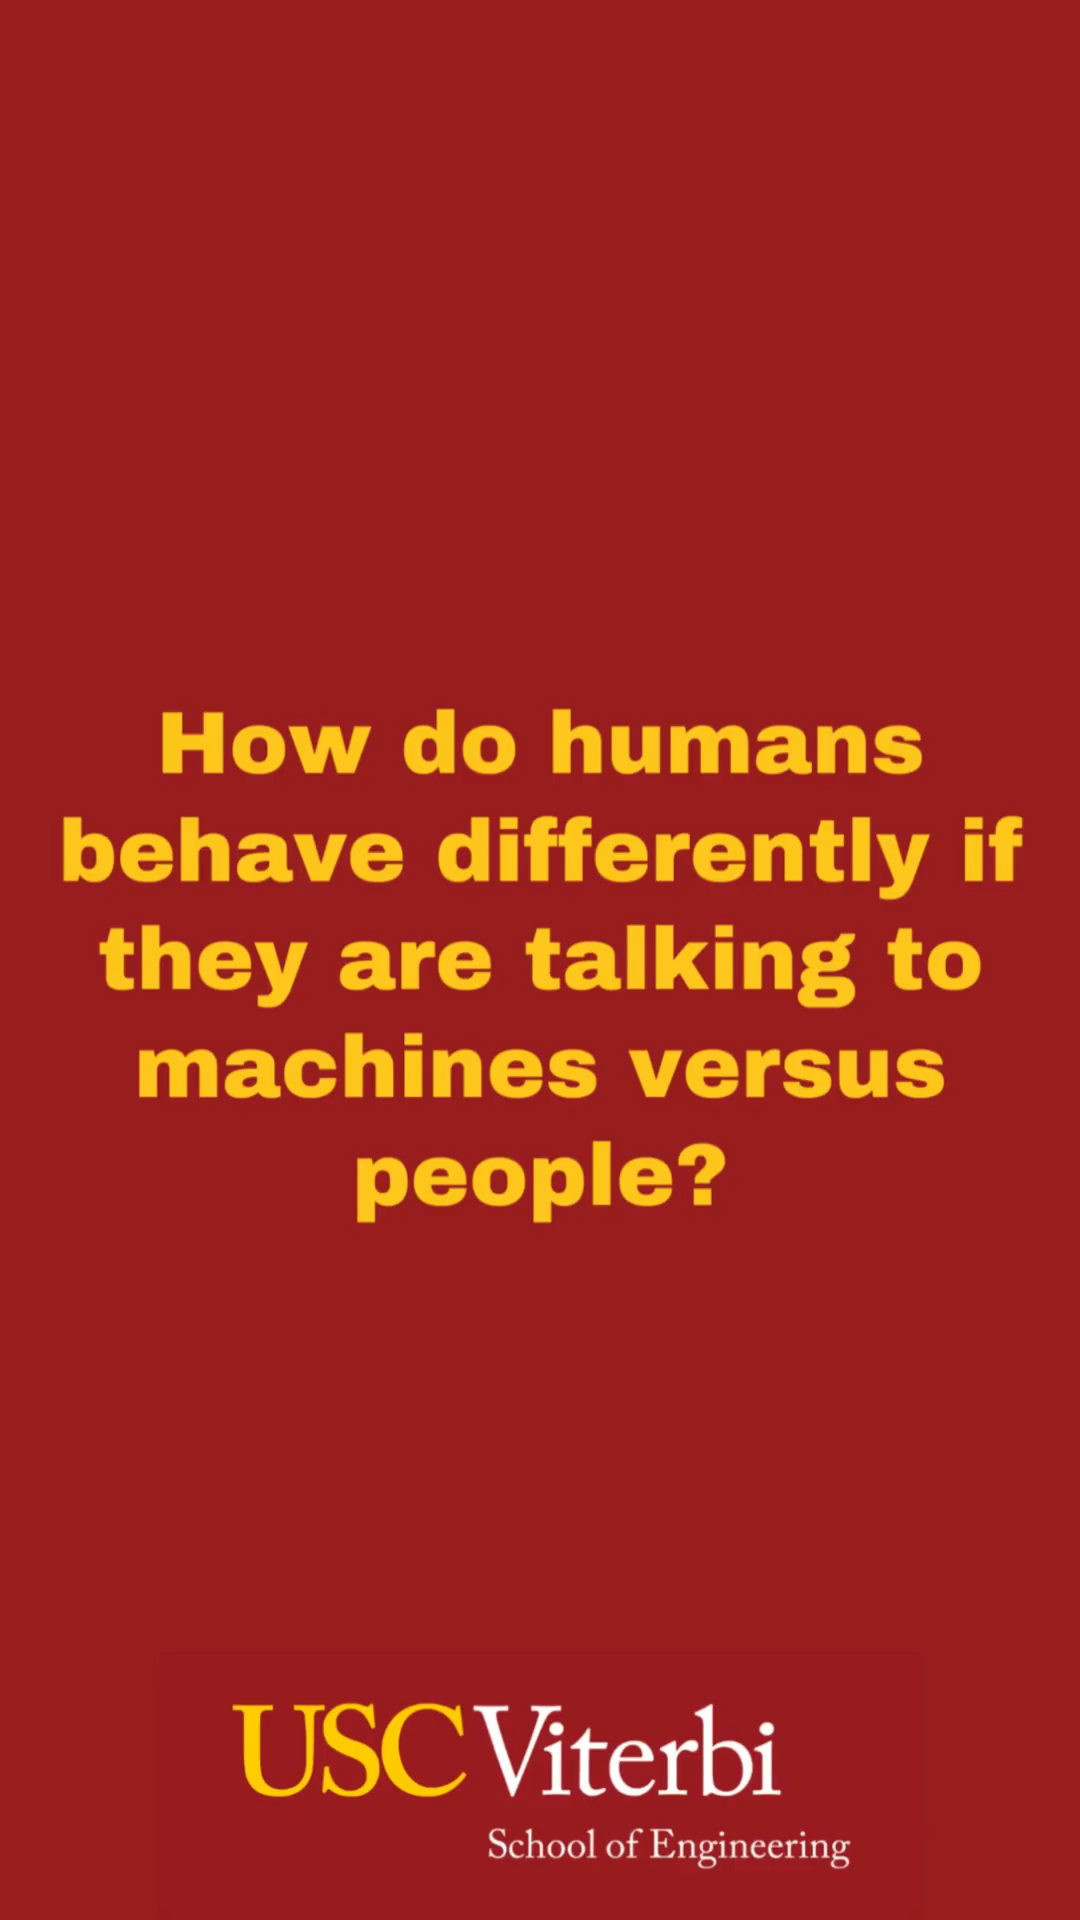 How do humans
behave differently if
they are talking to
machines versus
people?
USC Viterbi
School of Engineering